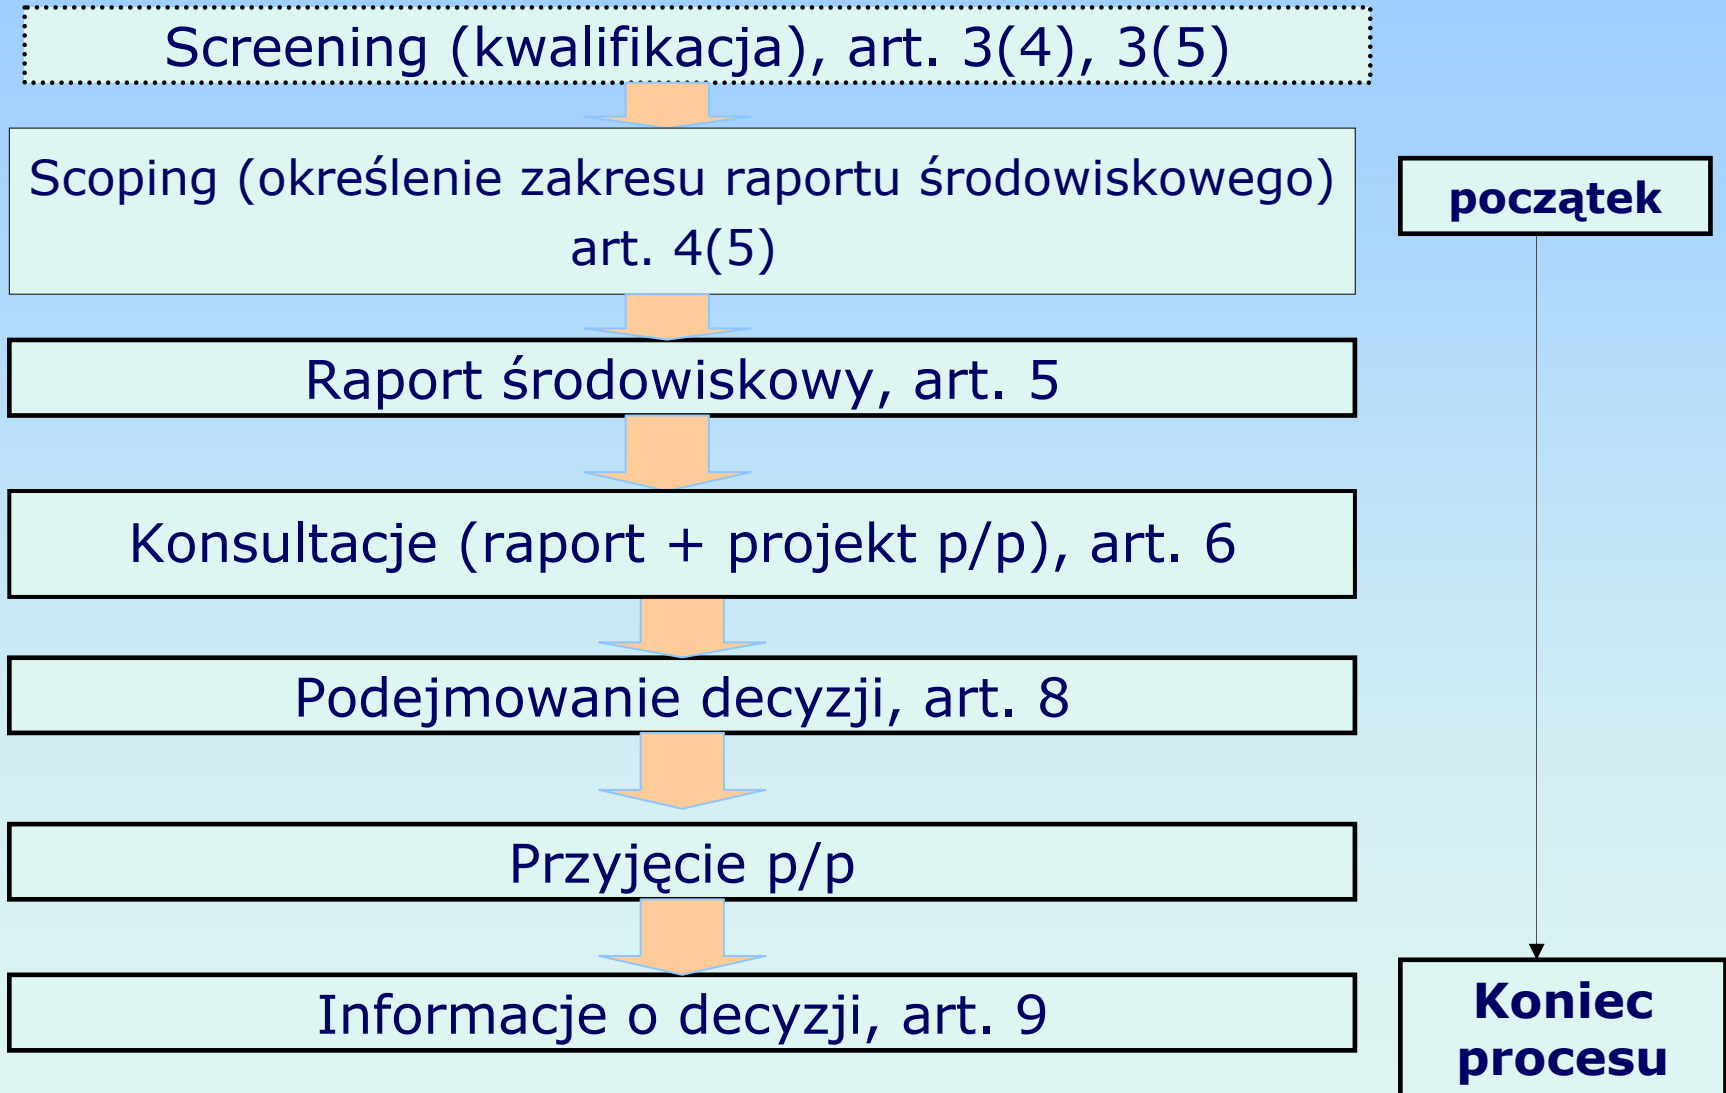 Screening (kwalifikacja), art. 3(4), 3(5)
Scoping (określenie zakresu raportu środowiskowego)
art. 4(5)
początek
Raport środowiskowy, art. 5
Konsultacje (raport + projekt p/p), art. 6
Podejmowanie decyzji, art. 8
Przyjęcie p/p
Informacje o decyzji, art. 9
Koniec
procesu